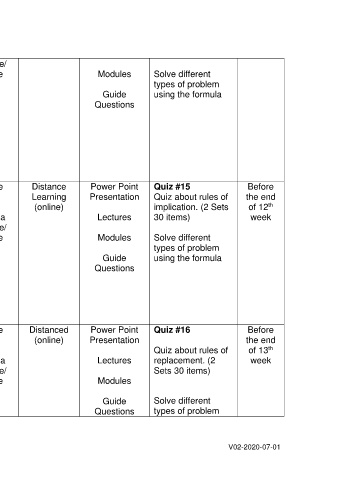 e/
e
Modules
Guide
Questions
Solve different
types of problem
using the formula
e
a
e/
e
Distance
Learning
(online)
Power Point
Presentation
Lectures
Modules
Guide
Questions
Quiz #15
Quiz about rules of
implication. (2 Sets
30 items)
Solve different
types of problem
using the formula
Before
the end
of 12th
week
e
a
e/
e
Distanced
(online)
Power Point
Presentation
Lectures
Modules
Guide
Questions
Quiz #16
Quiz about rules of
replacement. (2
Sets 30 items)
Solve different
types of problem
Before
the end
of 13th
week
V02-2020-07-01